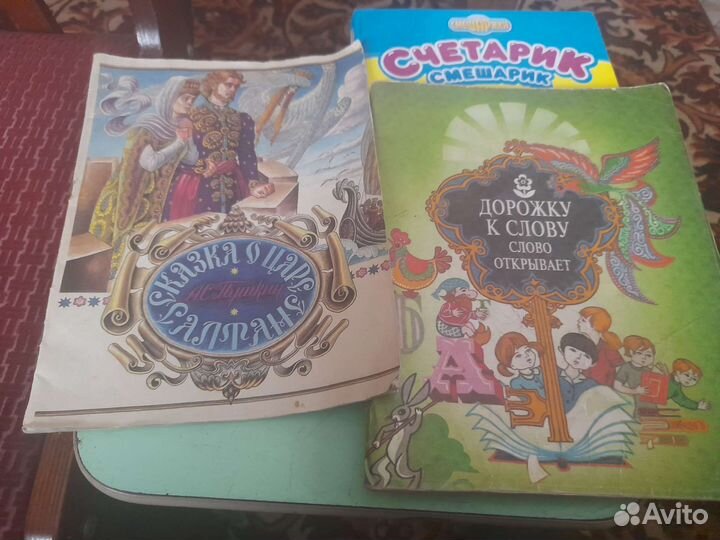 СКАЗКА О ЦАРЕ
А.С. Пушкин
САЛТАНЕ
СЧЕТАРИК
СМЕШАРИК
ДОРОЖКУ
К СЛОВУ
СЛОВО
ОТКРЫВАЕТ
Б
А
Avito